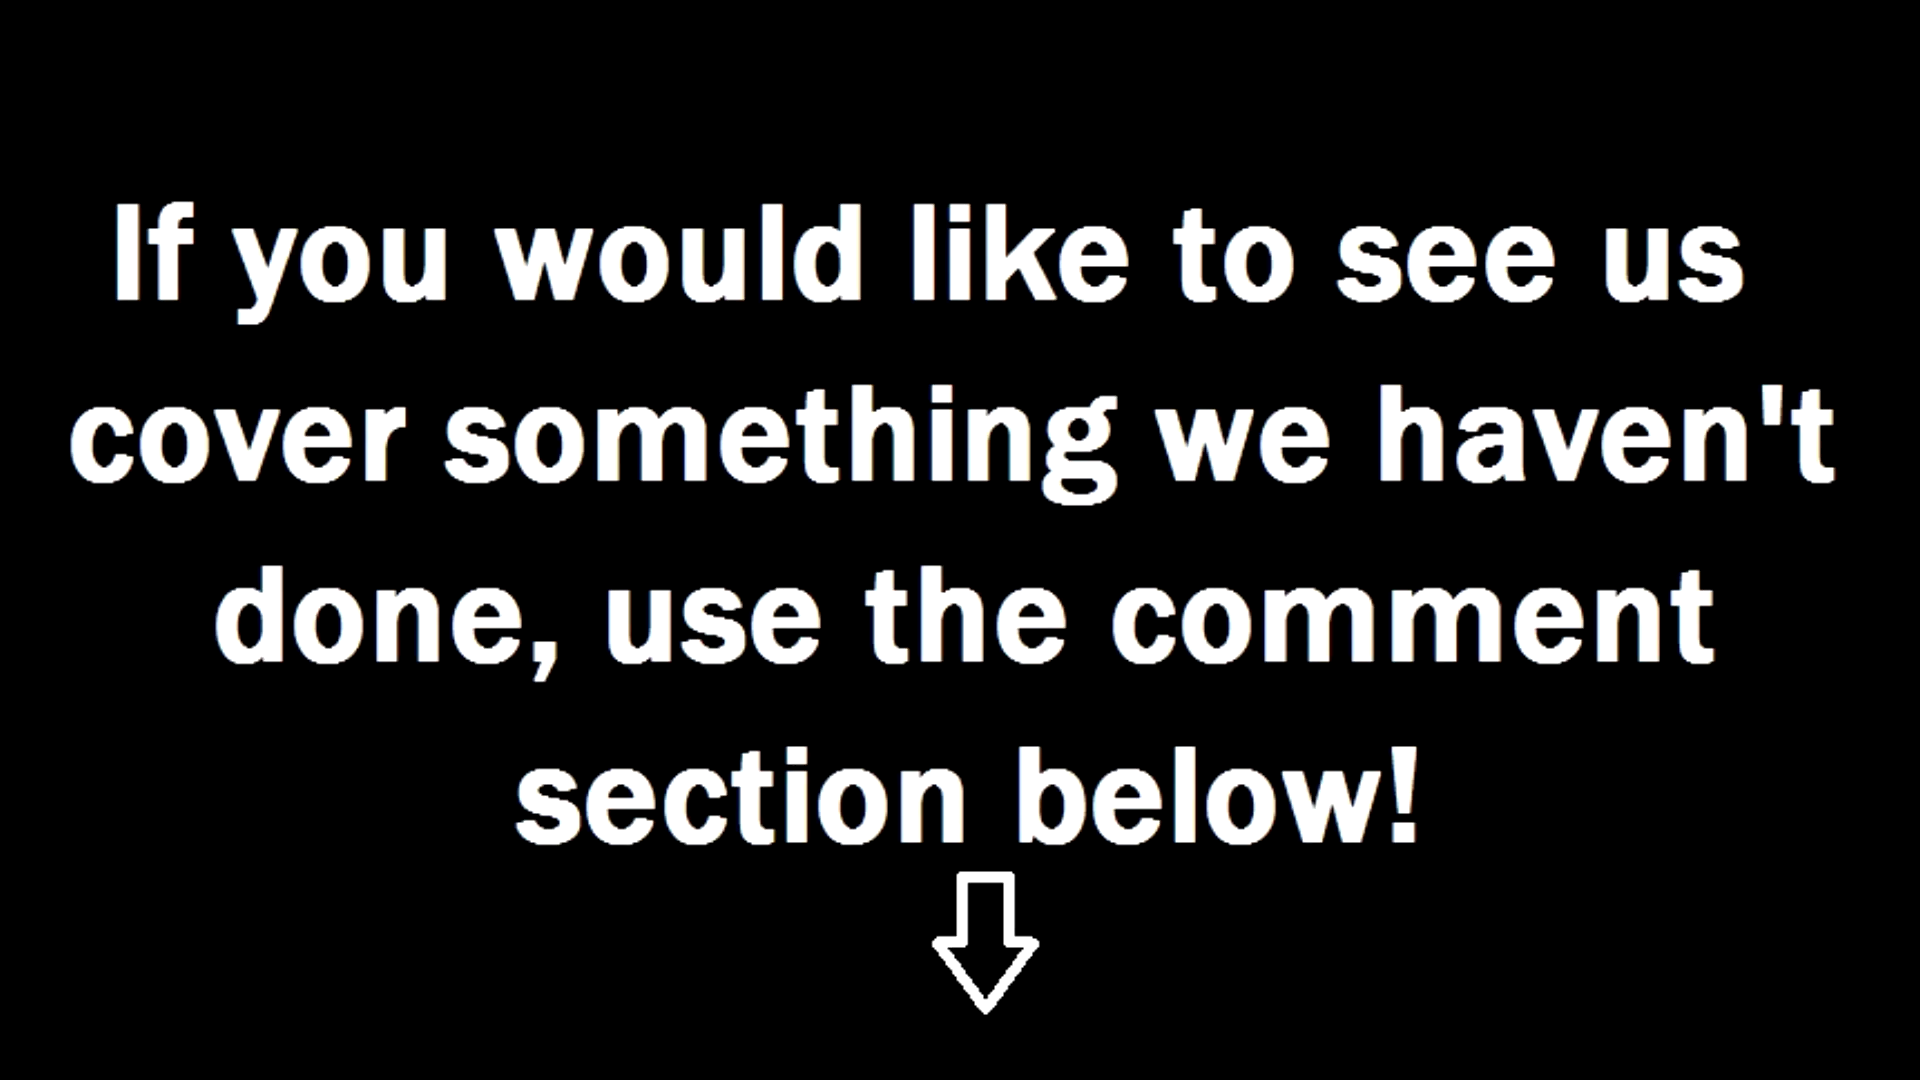 If you would like to see us
cover something we haven't
done, use the comment
section below!